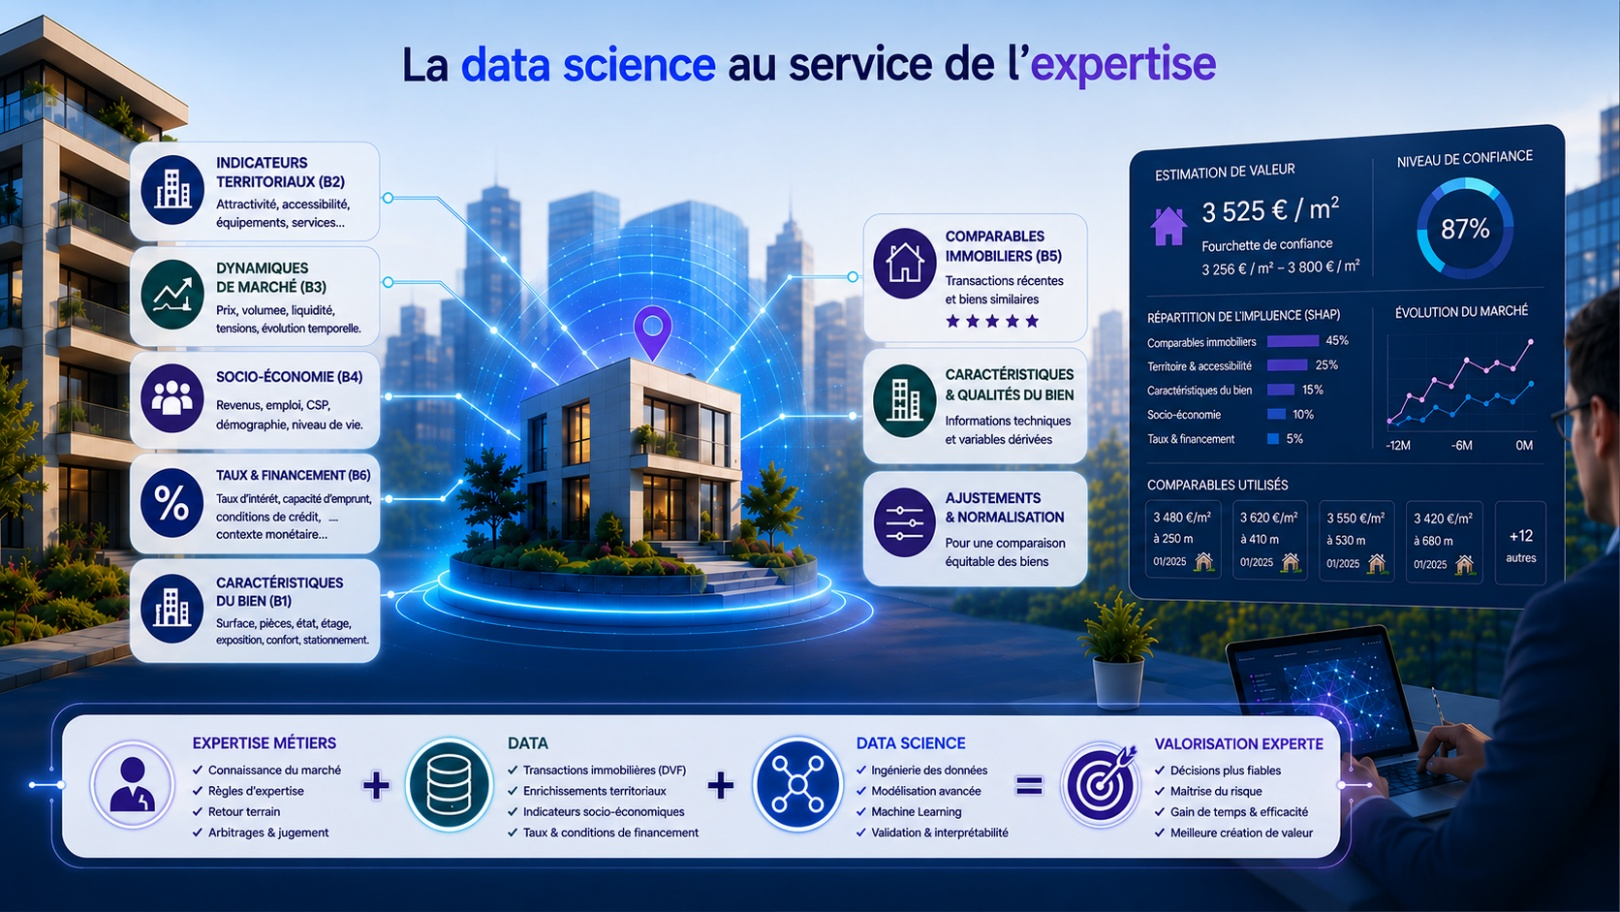 La data science au service de l'expertise
INDICATEURS
TERRITORIAUX (B2)
Attractivité, accessibilité,
équipements, services...
DYNAMIQUES
DE MARCHÉ (B3)
Prix, volumee, liquidité,
tensions, évolution temporelle.
SOCIO-ÉCONOMIE (B4)
Revenus, emploi, CSP,
démographie, niveau de vie.
TAUX & FINANCEMENT (B6)
Taux d'intérêt, capacité d'emprunt,
conditions de crédit, ...
contexte monétaire...
CARACTÉRISTIQUES
DU BIEN (B1)
Surface, pièces, état, étage,
exposition, confort, stationnement.
COMPARABLES
IMMOBILIERS (B5)
Transactions récentes
et biens similaires
CARACTÉRISTIQUES
& QUALITÉS DU BIEN
Informations techniques
et variables dérivées
AJUSTEMENTS
& NORMALISATION
Pour une comparaison
équitable des biens
ESTIMATION DE VALEUR
3 525 € / m²
Fourchette de confiance
3 256 € / m² – 3 800 € / m²
NIVEAU DE CONFIANCE
87%
RÉPARTITION DE L'IMPLUENCE (SHAP)
Comparables immobiliers 45%
Territoire & accessibilité 25%
Caractéristiques du bien 15%
Socio-économie 10%
Taux & financement 5%
ÉVOLUTION DU MARCHÉ
-12M -6M 0M
COMPARABLES UTILISÉS
3 480 €/m²
à 250 m
01/2025
3 620 €/m²
à 410 m
01/2025
3 550 €/m²
à 530 m
01/2025
3 420 €/m²
à 680 m
01/2025
+12
autres
EXPERTISE MÉTIERS
Connaissance du marché
Règles d'expertise
Retour terrain
Arbitrages & jugement
+
DATA
Transactions immobilières (DVF)
Enrichissements territoriaux
Indicateurs socio-économiques
Taux & conditions de financement
+
DATA SCIENCE
Ingénierie des données
Modélisation avancée
Machine Learning
Validation & interprétabilité
=
VALORISATION EXPERTE
Décisions plus fiables
Maîtrise du risque
Gain de temps & efficacité
Meilleure création de valeur